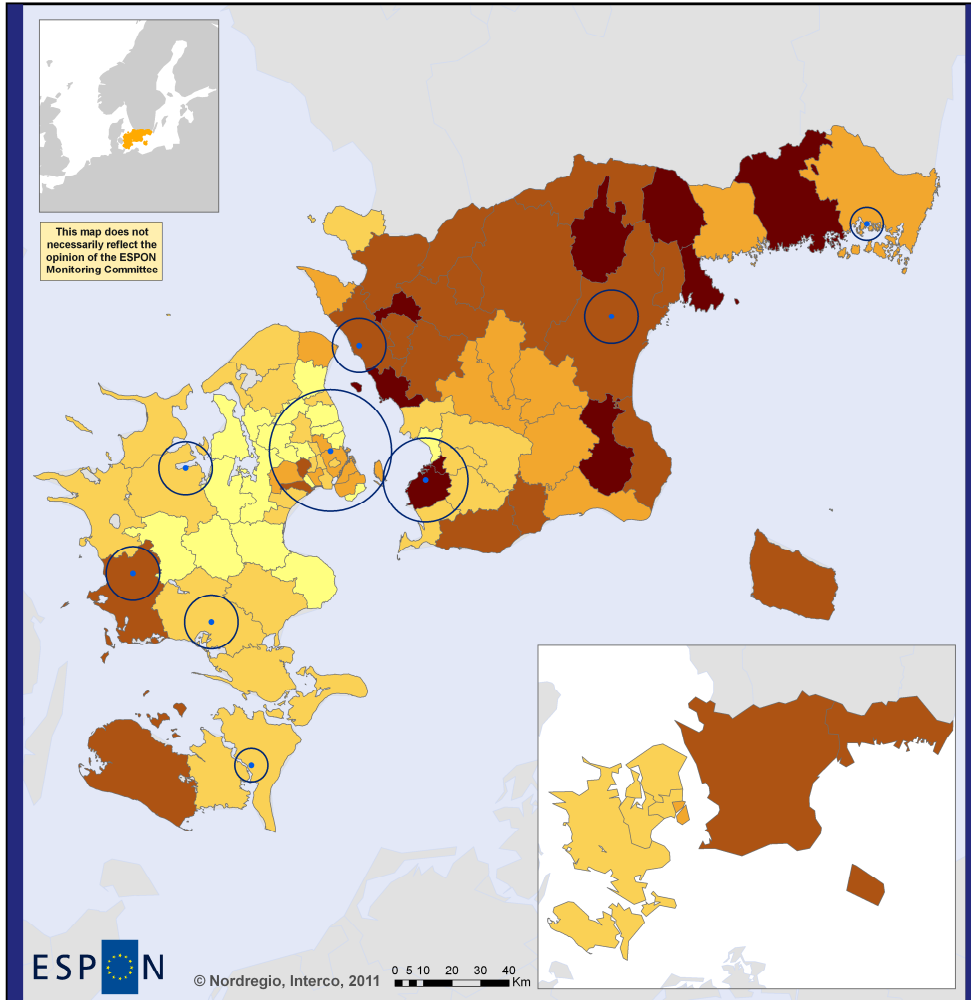 This map does not
necessarily reflect the
opinion of the ESPON
Monitoring Committee
ESPON
© Nordregio, Interco, 2011
0 5 10 20 30 40
Km